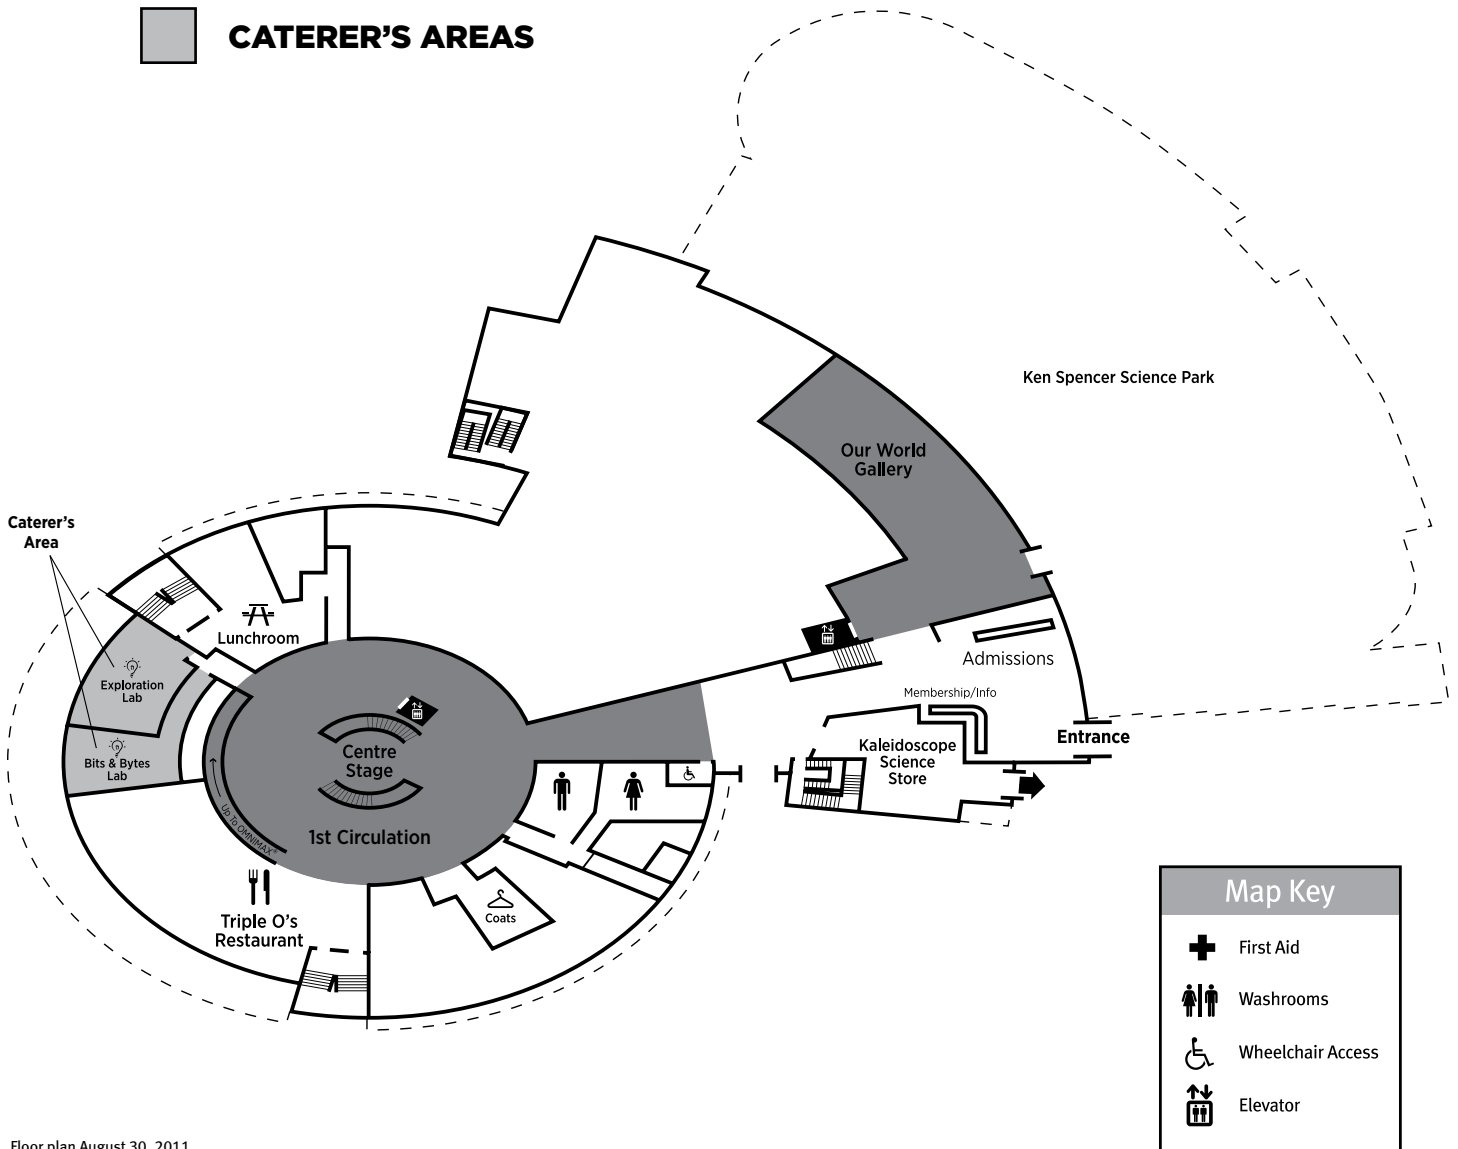 CATERER’S AREAS
Ken Spencer Science Park
Our World
Gallery
Caterer’s
Area
Lunchroom
Exploration
Lab
Bits & Bytes
Lab
Centre
Stage
1st Circulation
Up To OMNIMAX®
Admissions
Membership/Info
Entrance
Kaleidoscope
Science
Store
Triple O’s
Restaurant
Coats
Map Key
First Aid
Washrooms
Wheelchair Access
Elevator
Floor plan August 30, 2011